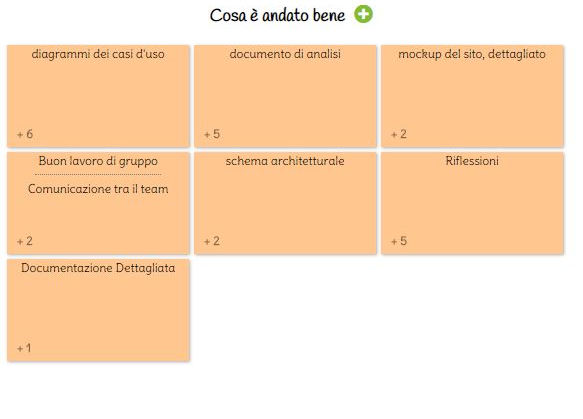 Cosa è andato bene
diagrammi dei casi d'uso
+ 6
documento di analisi
+ 5
mockup del sito, dettagliato
+ 2
Buon lavoro di gruppo
Comunicazione tra il team
+ 2
schema architetturale
+ 2
Riflessioni
+ 5
Documentazione Dettagliata
+ 1